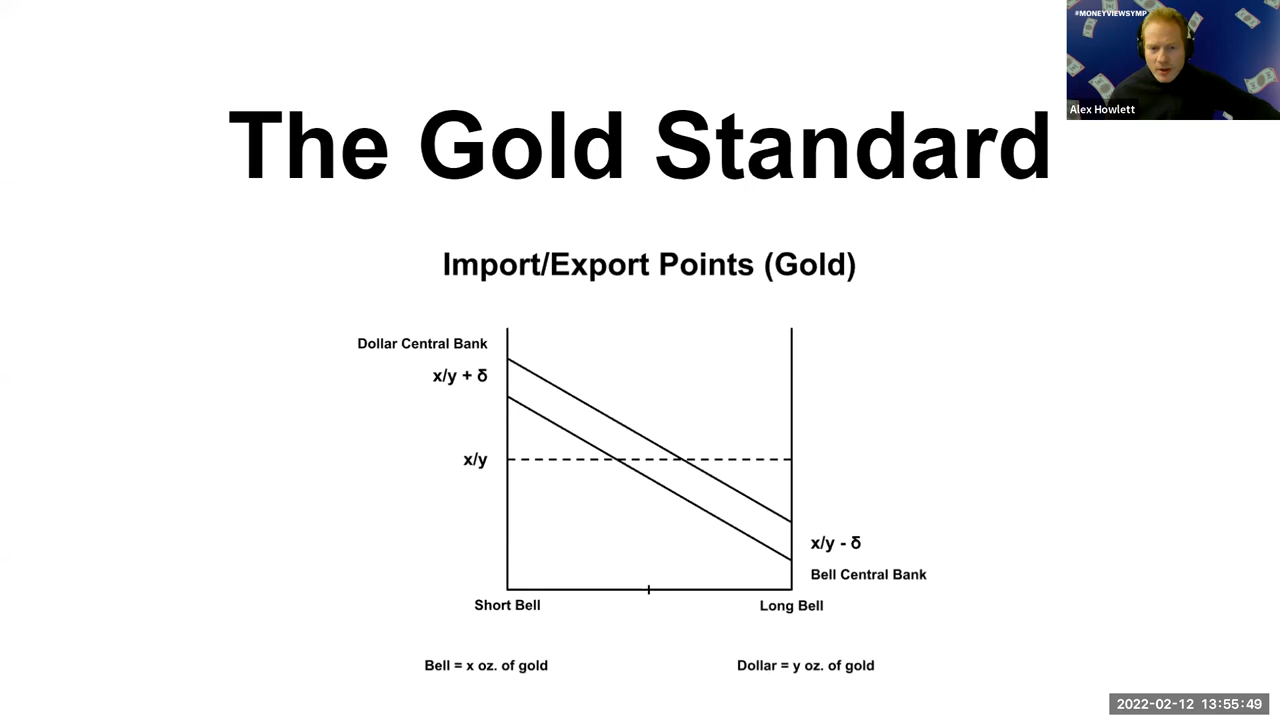 #MONEYVIEWSYMP
Alex Howlett
The Gold Standard
Import/Export Points (Gold)
Dollar Central Bank
x/y + δ
x/y
x/y - δ
Bell Central Bank
Short Bell
Long Bell
Bell = x oz. of gold
Dollar = y oz. of gold
2022-02-12 13:55:49